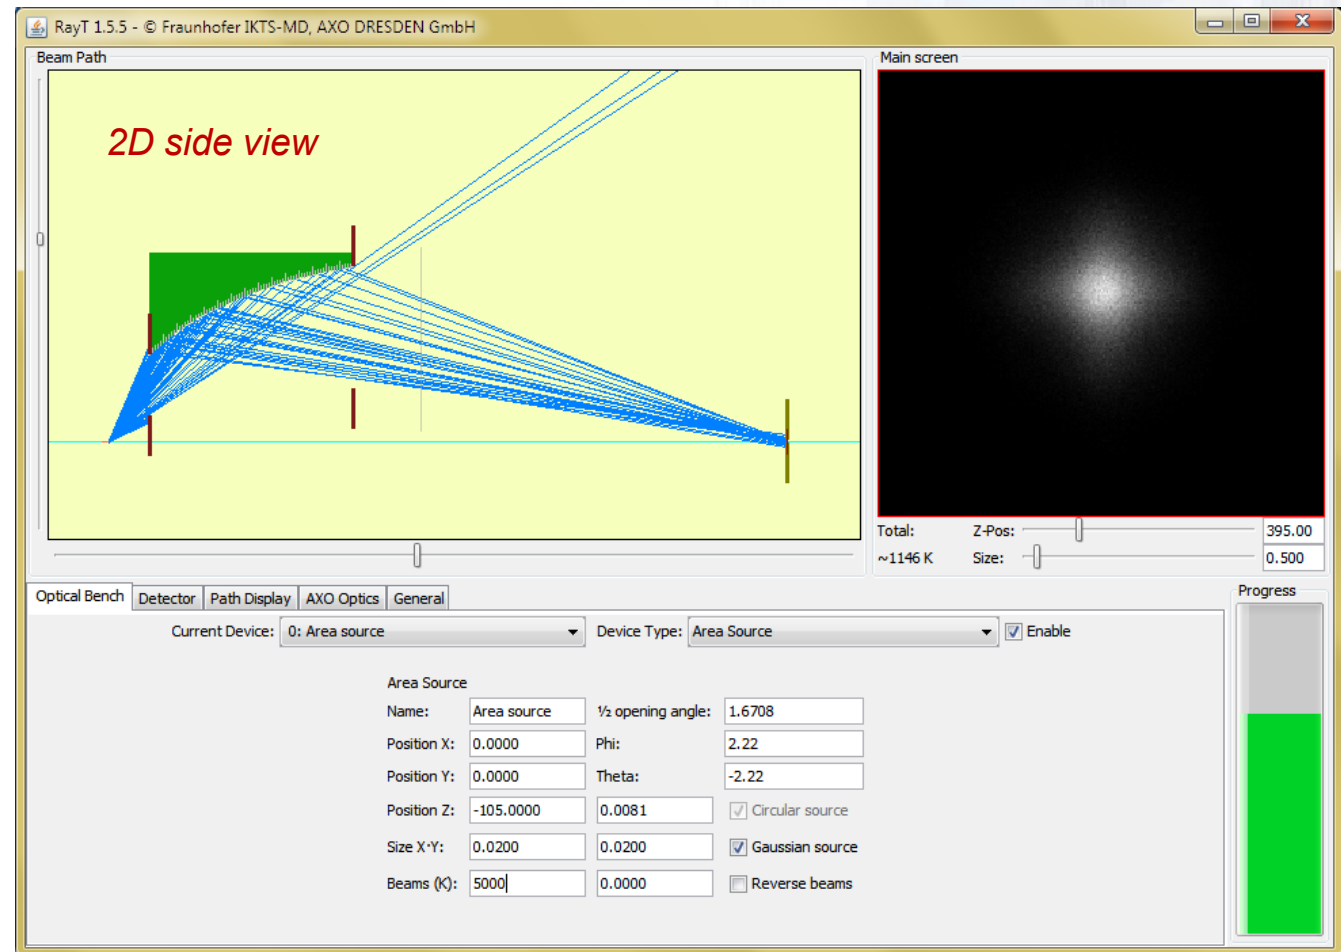 RayT 1.5.5 - © Fraunhofer IKTS-MD, AXO DRESDEN GmbH
Beam Path
Main screen
2D side view
Total: Z-Pos: 395.00
~1146 K Size: 0.500
Optical Bench Detector Path Display AXO Optics General
Progress
Current Device: 0: Area source Device Type: Area Source Enable
Area Source
Name: Area source ½ opening angle: 1.6708
Position X: 0.0000 Phi: 2.22
Position Y: 0.0000 Theta: -2.22
Position Z: -105.0000 0.0081 Circular source
Size X·Y: 0.0200 0.0200 Gaussian source
Beams (K): 5000 0.0000 Reverse beams